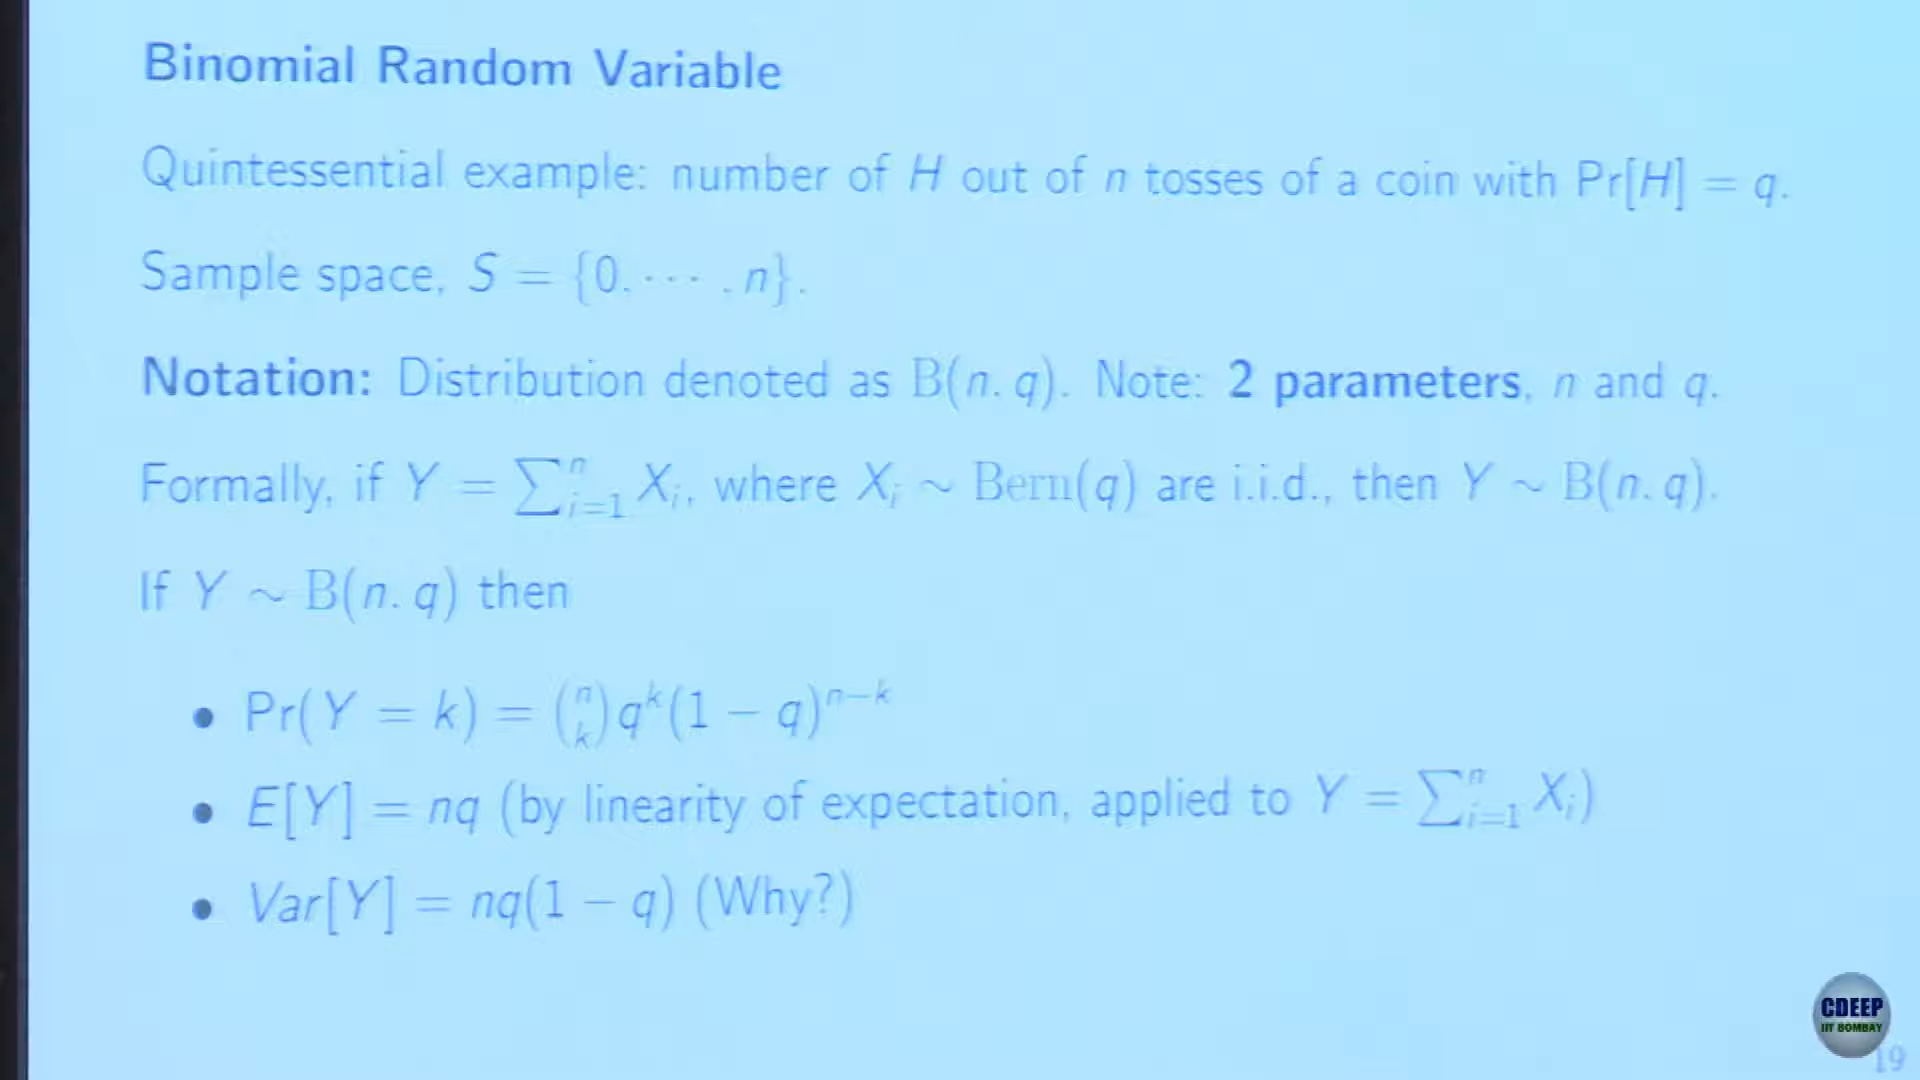 Binomial Random Variable
Quintessential example: number of H out of n tosses of a coin with Pr[H] = q.
Sample space, S = {0, ⋯ , n}.
Notation: Distribution denoted as B(n, q). Note: 2 parameters, n and q.
Formally, if Y = ∑ⁿᵢ₌₁ Xᵢ, where Xᵢ ~ Bern(q) are i.i.d., then Y ~ B(n, q).
If Y ~ B(n, q) then
• Pr(Y = k) = (ⁿₖ)qᵏ(1 − q)ⁿ⁻ᵏ
• E[Y] = nq (by linearity of expectation, applied to Y = ∑ⁿᵢ₌₁ Xᵢ)
• Var[Y] = nq(1 − q) (Why?)
CDEEP
IIT BOMBAY
19